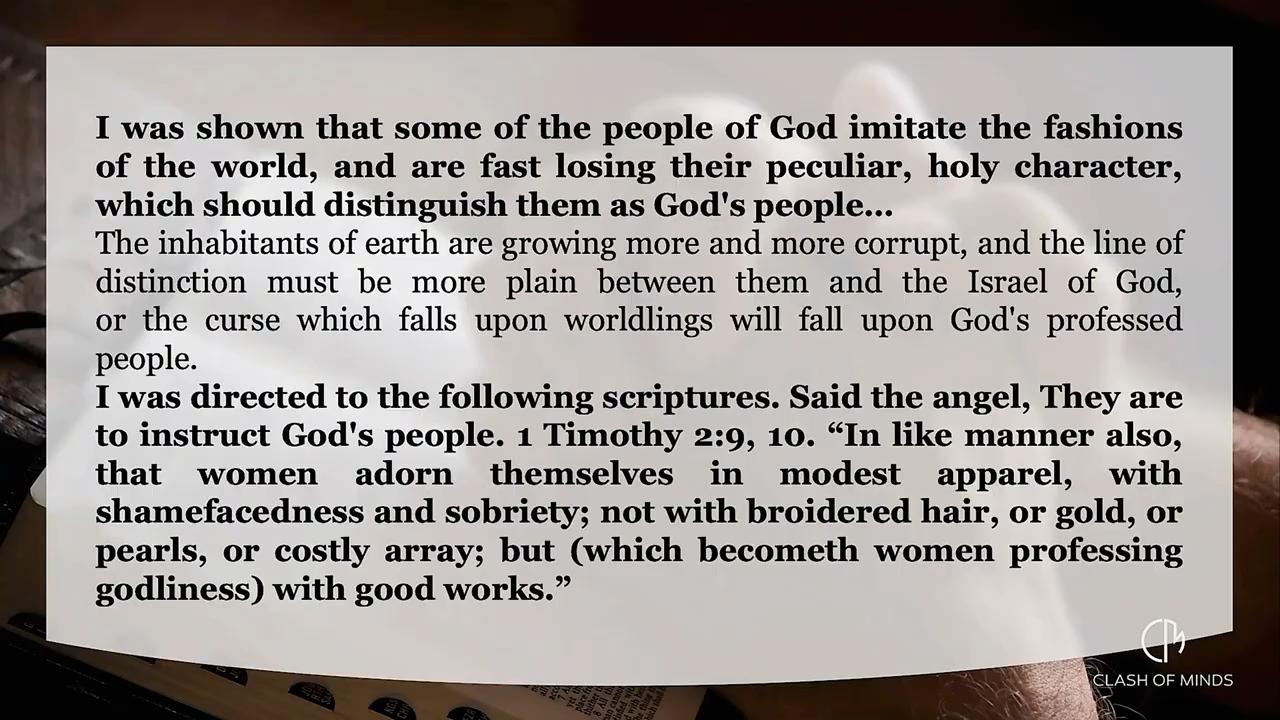 I was shown that some of the people of God imitate the fashions
of the world, and are fast losing their peculiar, holy character,
which should distinguish them as God's people...
The inhabitants of earth are growing more and more corrupt, and the line of
distinction must be more plain between them and the Israel of God,
or the curse which falls upon worldlings will fall upon God's professed
people.
I was directed to the following scriptures. Said the angel, They are
to instruct God's people. 1 Timothy 2:9, 10. “In like manner also,
that women adorn themselves in modest apparel, with
shamefacedness and sobriety; not with broidered hair, or gold, or
pearls, or costly array; but (which becometh women professing
godliness) with good works.”
CLASH OF MINDS